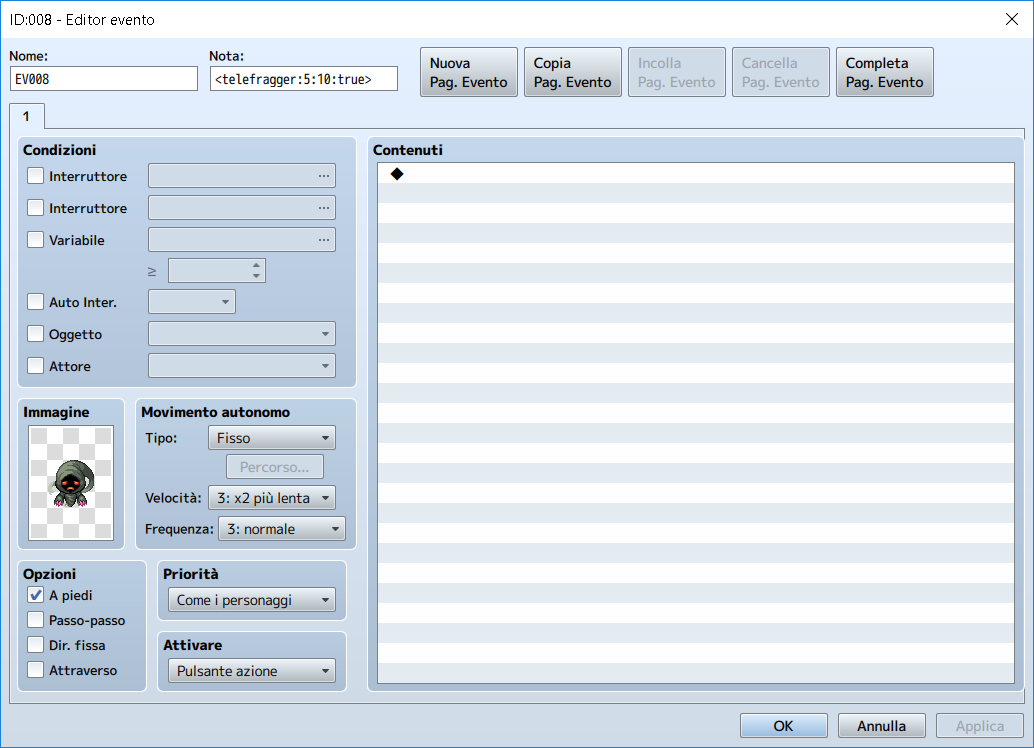 ID:008 - Editor evento
Nome:
Nota:
EV008
<telefragger:5:10:true>
Nuova
Pag. Evento
Copia
Pag. Evento
Incolla
Pag. Evento
Cancella
Pag. Evento
Completa
Pag. Evento
1
Condizioni
Interruttore
...
Interruttore
...
Variabile
...
≥
Auto Inter.
Oggetto
Attore
Immagine
Movimento autonomo
Tipo:
Fisso
Percorso...
Velocità:
3: x2 più lenta
Frequenza:
3: normale
Opzioni
A piedi
Passo-passo
Dir. fissa
Attraverso
Priorità
Come i personaggi
Attivare
Pulsante azione
Contenuti
◆
OK
Annulla
Applica